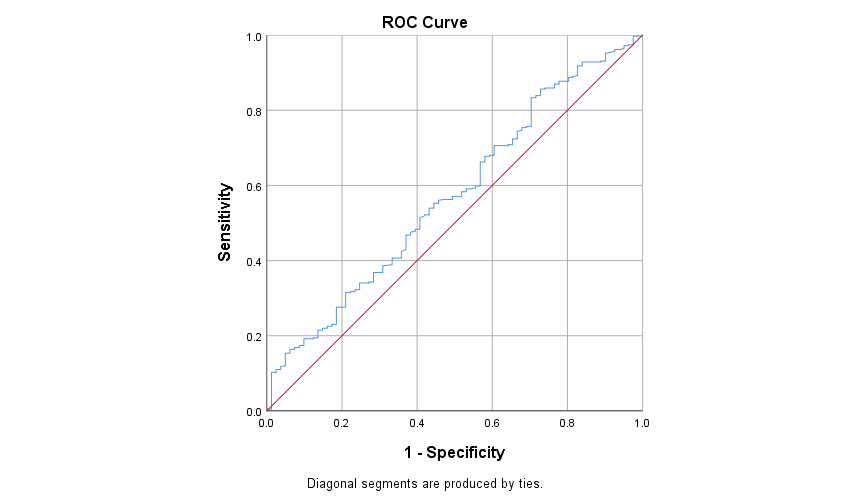 ROC Curve
1.0
0.8
0.6
0.4
0.2
0.0
Sensitivity
0.0 0.2 0.4 0.6 0.8 1.0
1 - Specificity
Diagonal segments are produced by ties.